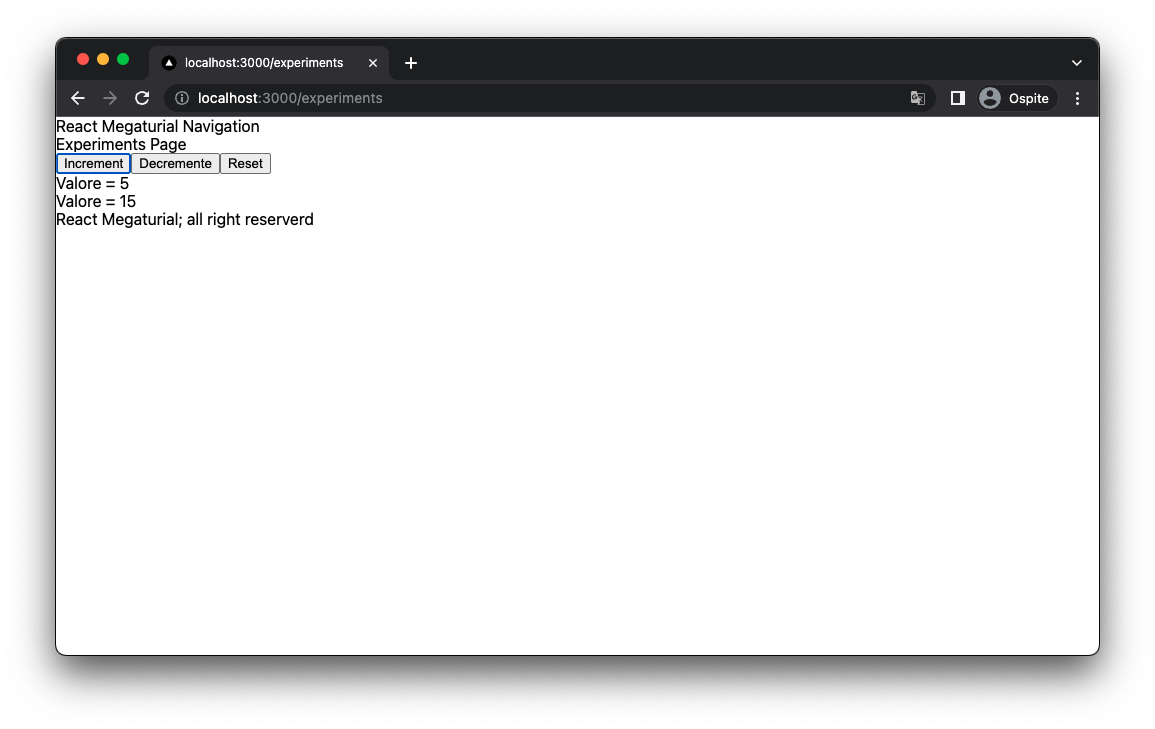 localhost:3000/experiments
localhost:3000/experiments
Ospite
React Megaturial Navigation
Experiments Page
Increment Decremente Reset
Valore = 5
Valore = 15
React Megaturial; all right reserverd